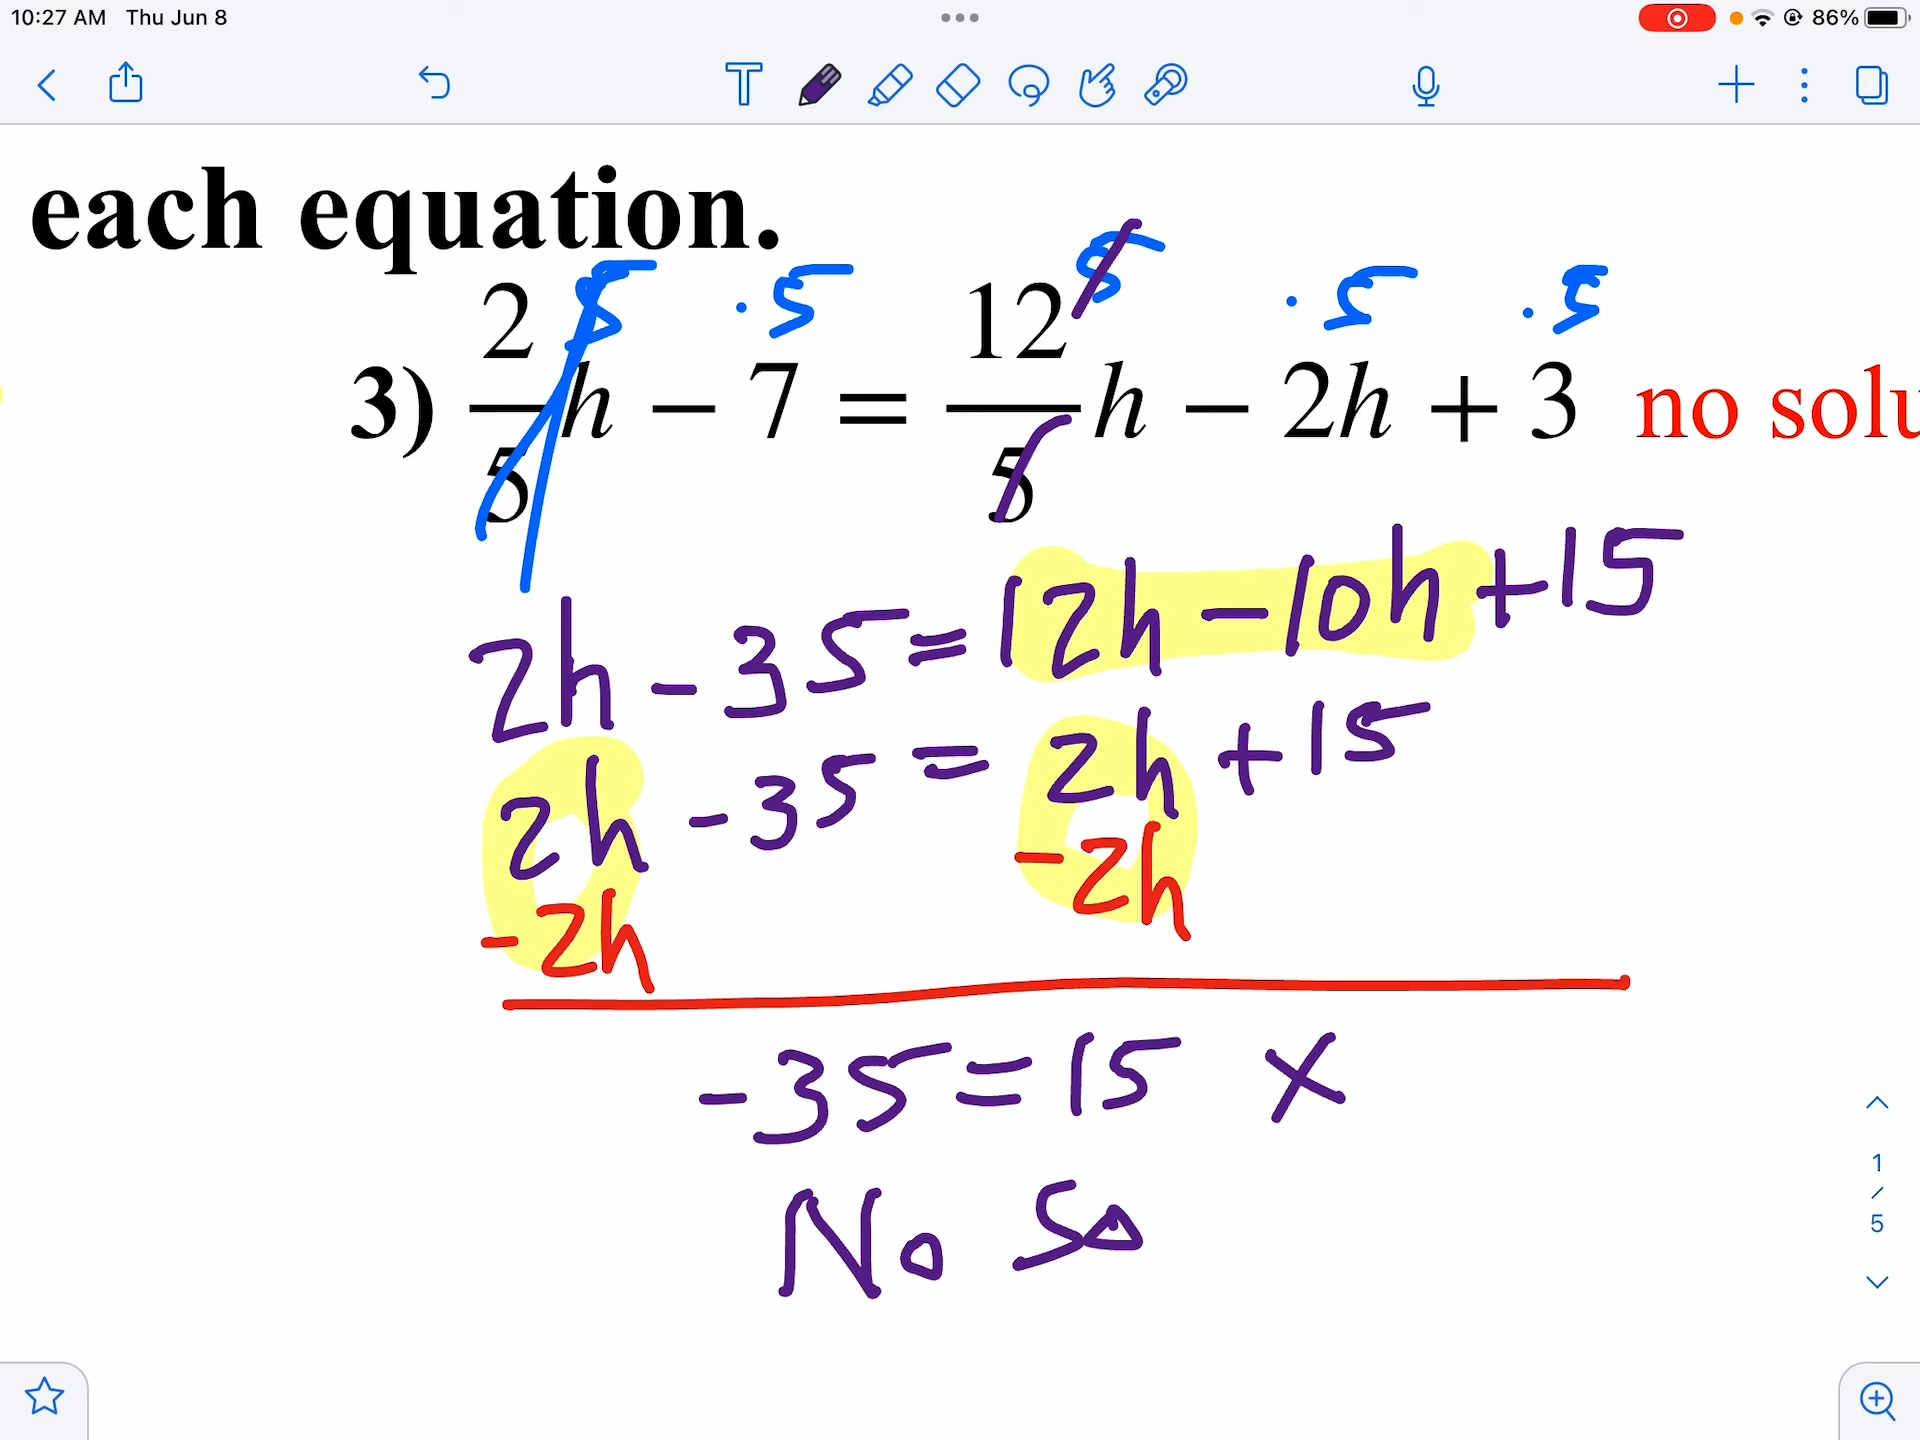 10:27 AM Thu Jun 8
86%
each equation.
5 · 5 5 · 5 · 5
3) 2/5 h − 7 = 12/5 h − 2h + 3 no solu
2h - 35 = 12h - 10h + 15
2h - 35 = 2h + 15
- 2h - 2h
- 35 = 15 X
No so
1
/
5